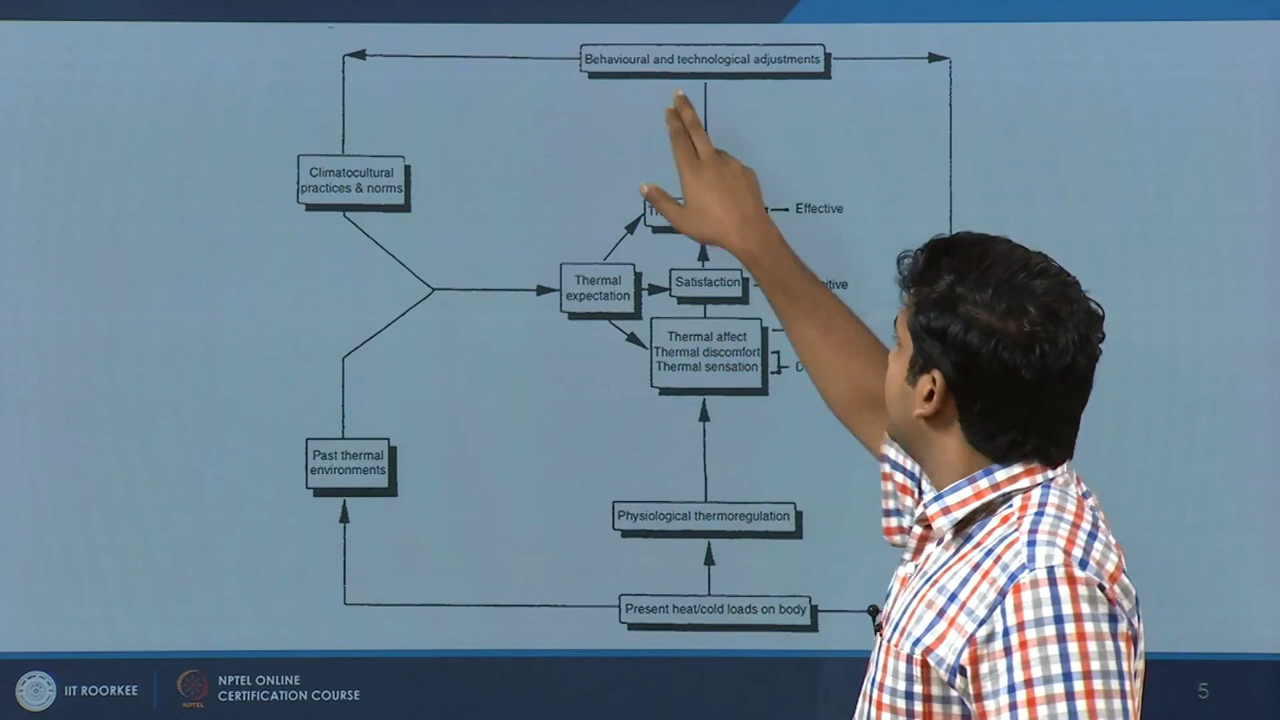 Behavioural and technological adjustments
Climatocultural
practices & norms
Effective
Thermal
expectation
Satisfaction
Thermal affect
Thermal discomfort
Thermal sensation
Past thermal
environments
Physiological thermoregulation
Present heat/cold loads on body
IIT ROORKEE
NPTEL
NPTEL ONLINE
CERTIFICATION COURSE
5